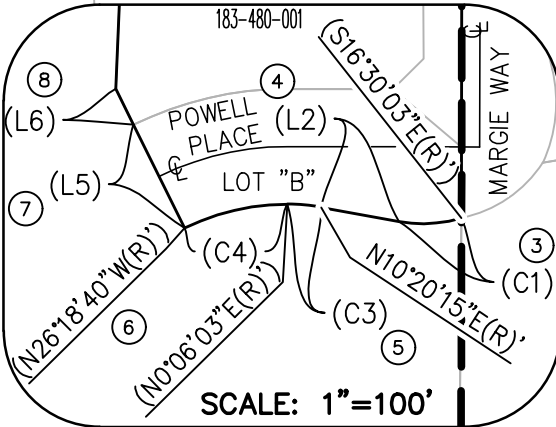 183-480-001
(S16°30'03"E(R)')
℄
8
4
MARGIE WAY
(L6)
POWELL
PLACE
(L2)
℄
(L5)
LOT "B"
7
(C4)
3
(N26°18'40"W(R)')
(N0°06'03"E(R)')
N10°20'15"E(R)'
(C1)
6
(C3)
5
SCALE: 1"=100'